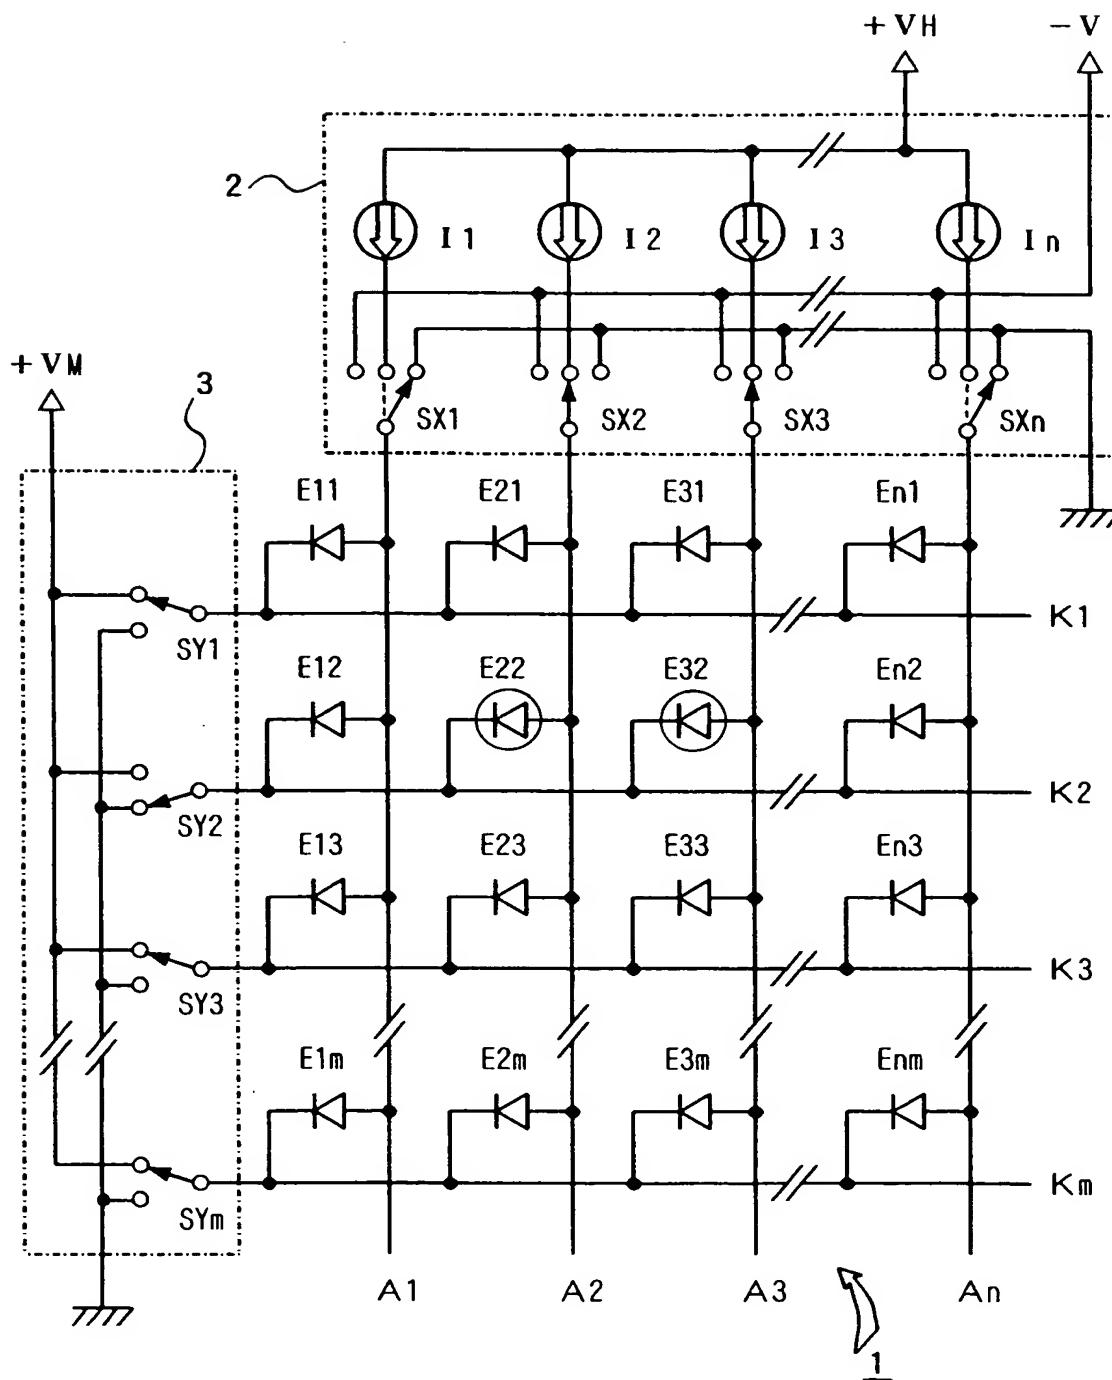 +VH -V
2
I1 I2 I3 In
+VM
3
SX1 SX2 SX3 SXn
E11 E21 E31 En1
SY1
K1
E12 E22 E32 En2
SY2
K2
E13 E23 E33 En3
SY3
K3
E1m E2m E3m Enm
SYm
Km
A1 A2 A3 An
1